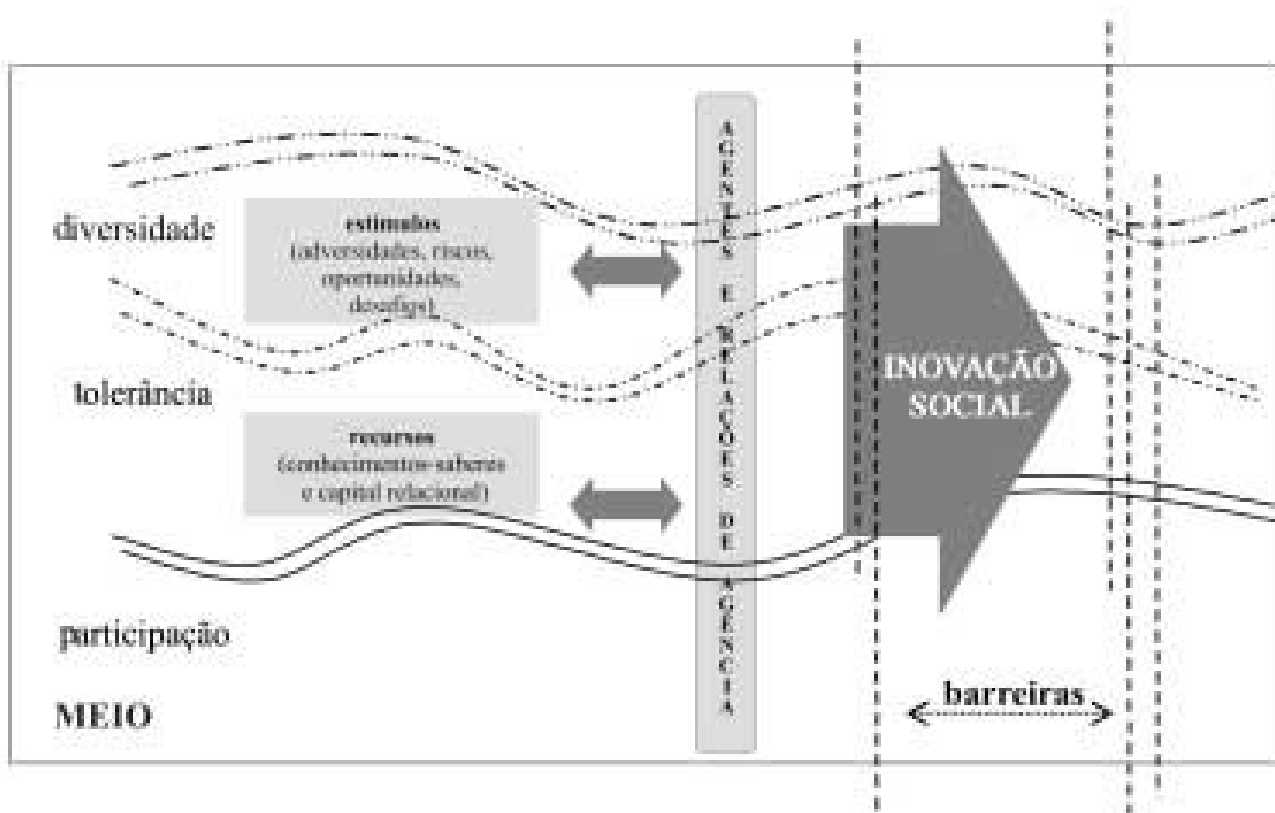 diversidade
estímulos
(adversidades, riscos,
oportunidades,
desafios)
tolerância
recursos
(conhecimentos-saberes
e capital relacional)
participação
MEIO
AGENTES E RELAÇÕES DE AGENCIA
INOVAÇÃO
SOCIAL
barreiras